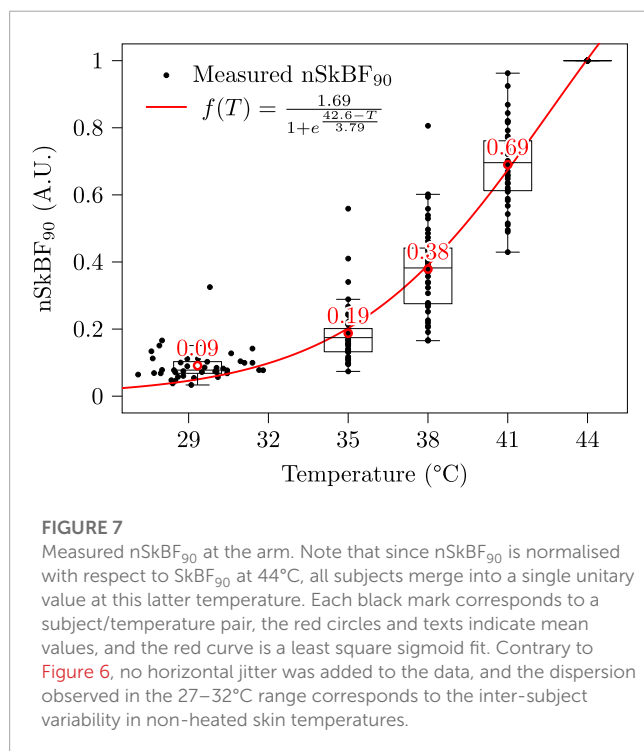 1
0.8
0.6
0.4
0.2
0
nSkBF90 (A.U.)
Measured nSkBF90
f(T) = 1.69 / 1+e^(42.6−T / 3.79)
0.09
0.19
0.38
0.69
29 32 35 38 41 44
Temperature (°C)
FIGURE 7
Measured nSkBF90 at the arm. Note that since nSkBF90 is normalised
with respect to SkBF90 at 44°C, all subjects merge into a single unitary
value at this latter temperature. Each black mark corresponds to a
subject/temperature pair, the red circles and texts indicate mean
values, and the red curve is a least square sigmoid fit. Contrary to
Figure 6, no horizontal jitter was added to the data, and the dispersion
observed in the 27–32°C range corresponds to the inter-subject
variability in non-heated skin temperatures.